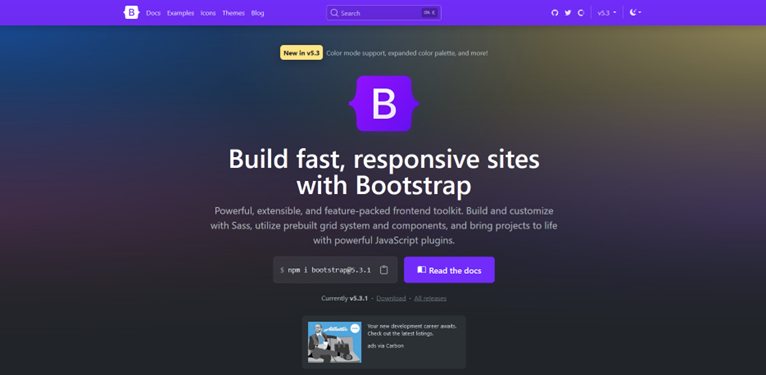 B Docs Examples Icons Themes Blog Search v5.3
New in v5.3 Color mode support, expanded color palette, and more!
B
Build fast, responsive sites
with Bootstrap
Powerful, extensible, and feature-packed frontend toolkit. Build and customize
with Sass, utilize prebuilt grid system and components, and bring projects to life
with powerful JavaScript plugins.
$ npm i bootstrap@5.3.1 Read the docs
Currently v5.3.1 · Download · All releases
Your new development career awaits.
Check out the latest listings.
ads via Carbon